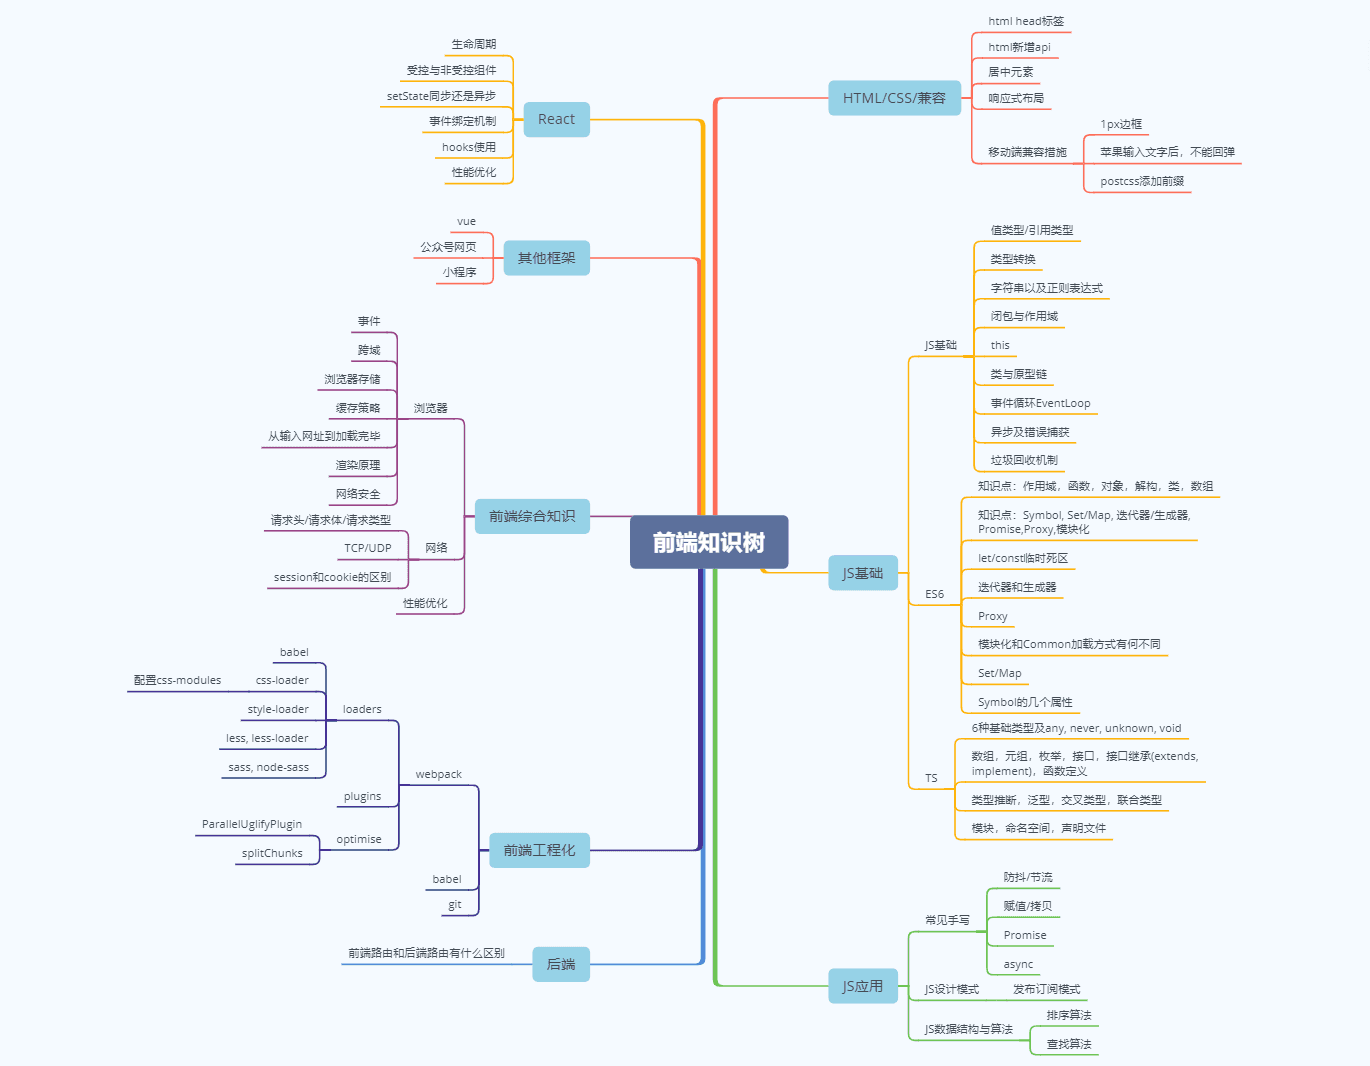 前端知识树
HTML/CSS/兼容
html head标签
html新增api
居中元素
响应式布局
移动端兼容措施
1px边框
苹果输入文字后，不能回弹
postcss添加前缀
JS基础
JS基础
值类型/引用类型
类型转换
字符串以及正则表达式
闭包与作用域
this
类与原型链
事件循环EventLoop
异步及错误捕获
垃圾回收机制
ES6
知识点：作用域，函数，对象，解构，类，数组
知识点：Symbol, Set/Map, 迭代器/生成器,
Promise,Proxy,模块化
let/const临时死区
迭代器和生成器
Proxy
模块化和Common加载方式有何不同
Set/Map
Symbol的几个属性
TS
6种基础类型及any, never, unknown, void
数组，元组，枚举，接口，接口继承(extends,
implement)，函数定义
类型推断，泛型，交叉类型，联合类型
模块，命名空间，声明文件
JS应用
常见手写
防抖/节流
赋值/拷贝
Promise
async
JS设计模式
发布订阅模式
JS数据结构与算法
排序算法
查找算法
React
生命周期
受控与非受控组件
setState同步还是异步
事件绑定机制
hooks使用
性能优化
其他框架
vue
公众号网页
小程序
前端综合知识
浏览器
事件
跨域
浏览器存储
缓存策略
从输入网址到加载完毕
渲染原理
网络安全
网络
请求头/请求体/请求类型
TCP/UDP
session和cookie的区别
性能优化
前端工程化
webpack
loaders
babel
css-loader
配置css-modules
style-loader
less, less-loader
sass, node-sass
plugins
optimise
ParallelUglifyPlugin
splitChunks
babel
git
后端
前端路由和后端路由有什么区别